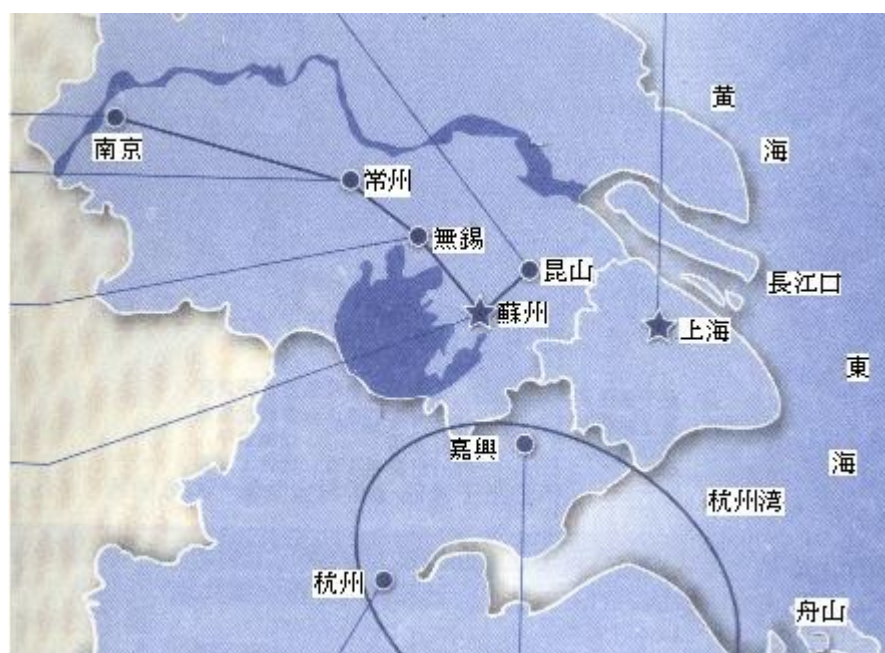 黄
海
南京
常州
無錫
昆山
長江口
蘇州
上海
東
海
嘉興
杭州湾
杭州
舟山